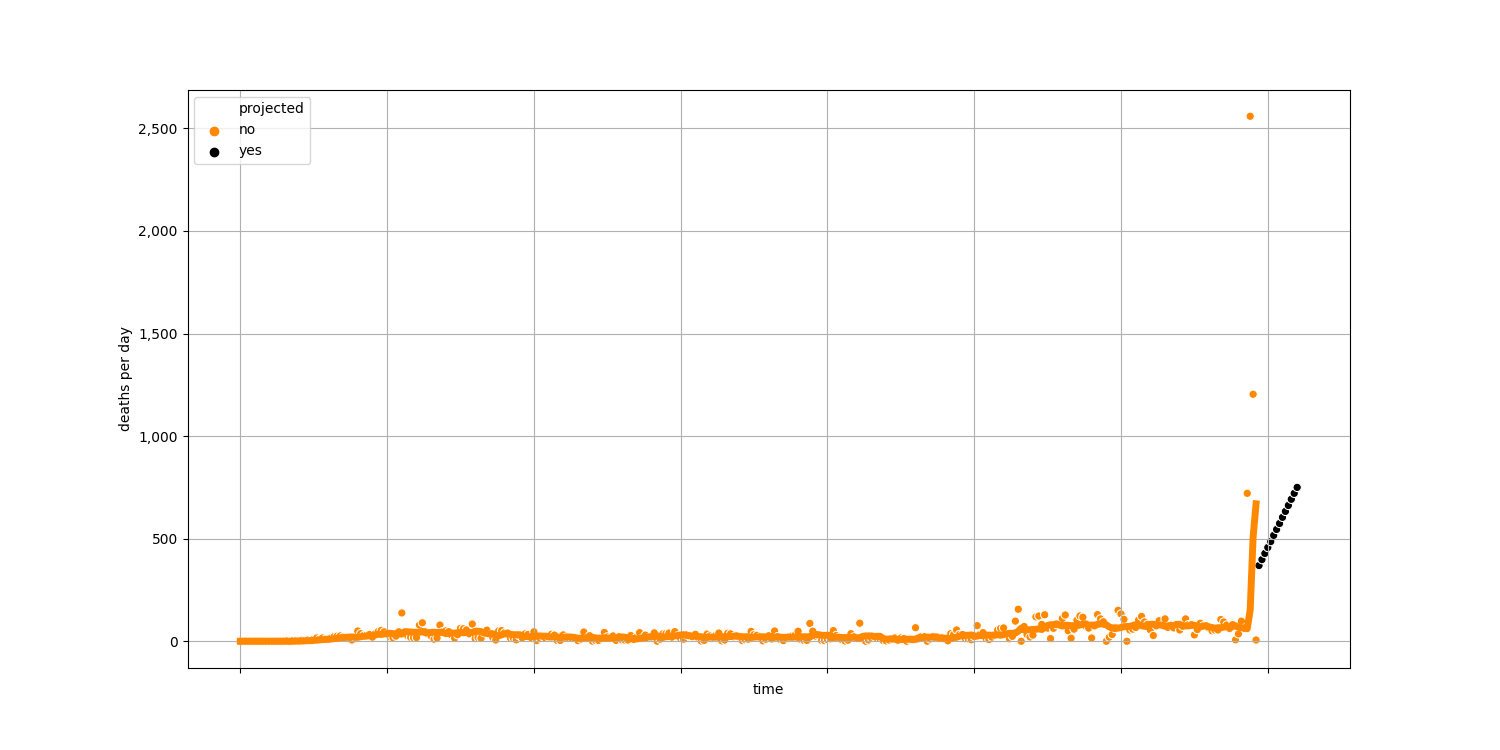 projected
no
yes
2,500
2,000
1,500
1,000
500
0
deaths per day
time